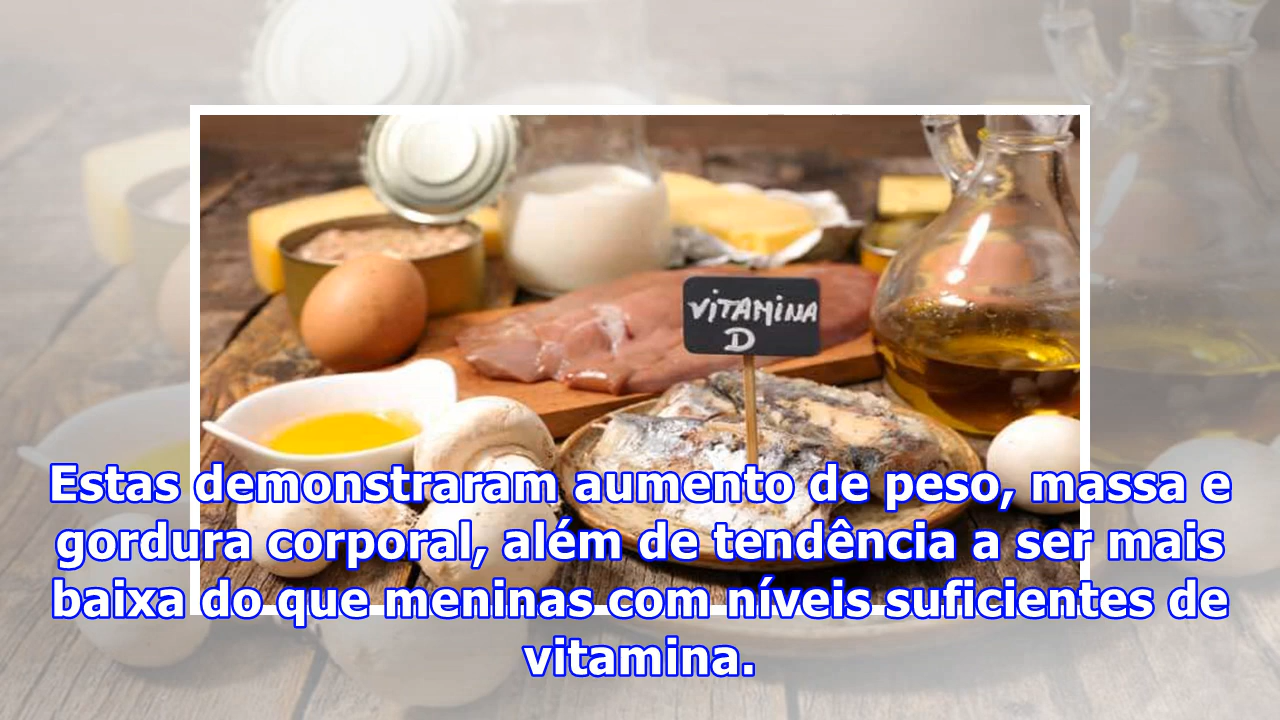 VITAMINA
D
Estas demonstraram aumento de peso, massa e
gordura corporal, além de tendência a ser mais
baixa do que meninas com níveis suficientes de
vitamina.